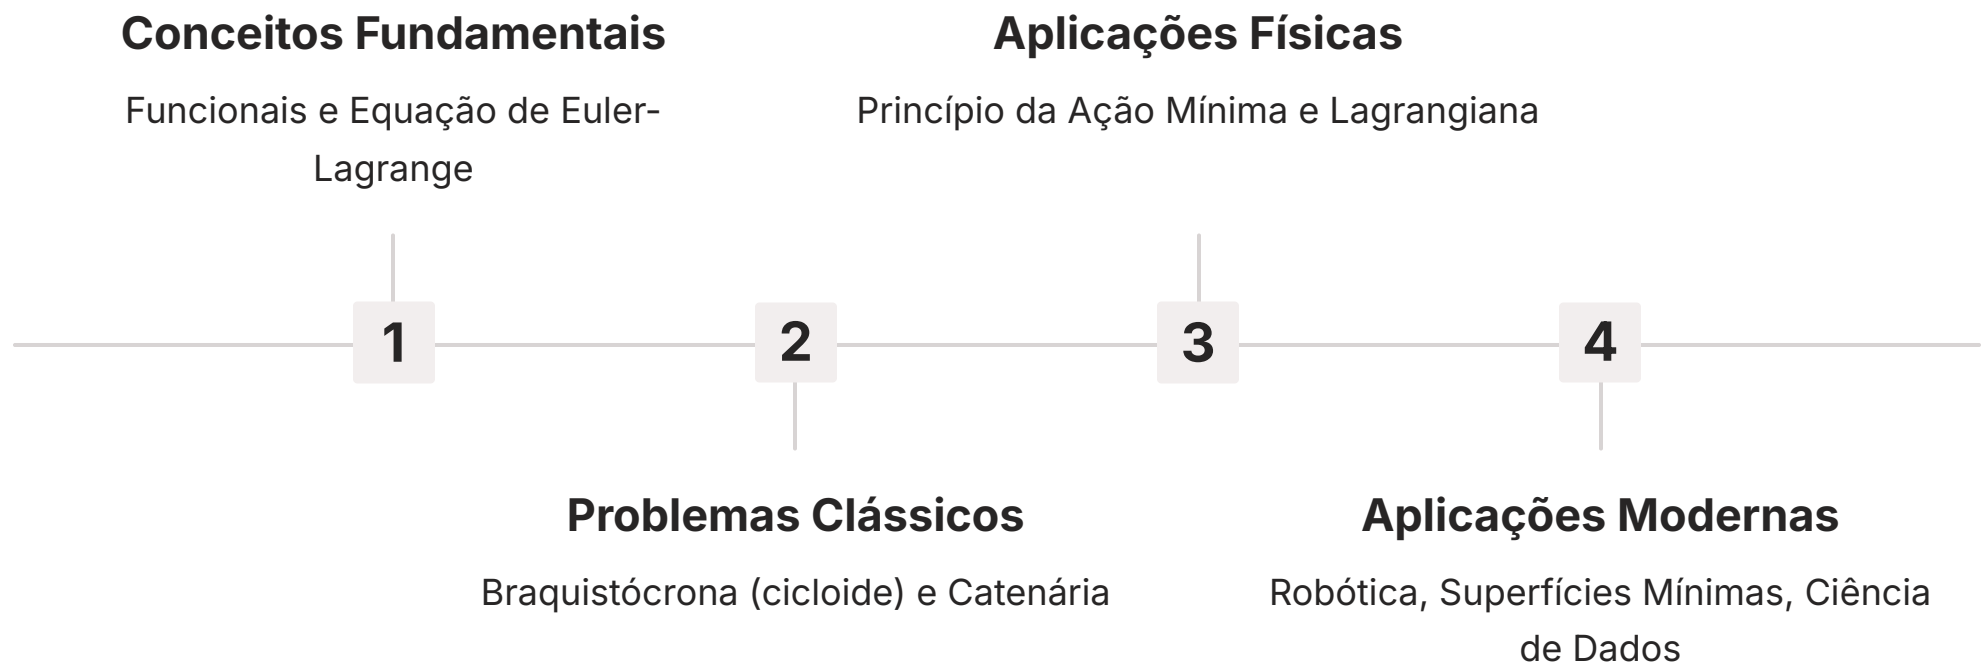 Conceitos Fundamentais
Funcionais e Equação de Euler-
Lagrange
1
Problemas Clássicos
Braquistócrona (cicloide) e Catenária
2
Aplicações Físicas
Princípio da Ação Mínima e Lagrangiana
3
Aplicações Modernas
Robótica, Superfícies Mínimas, Ciência
de Dados
4